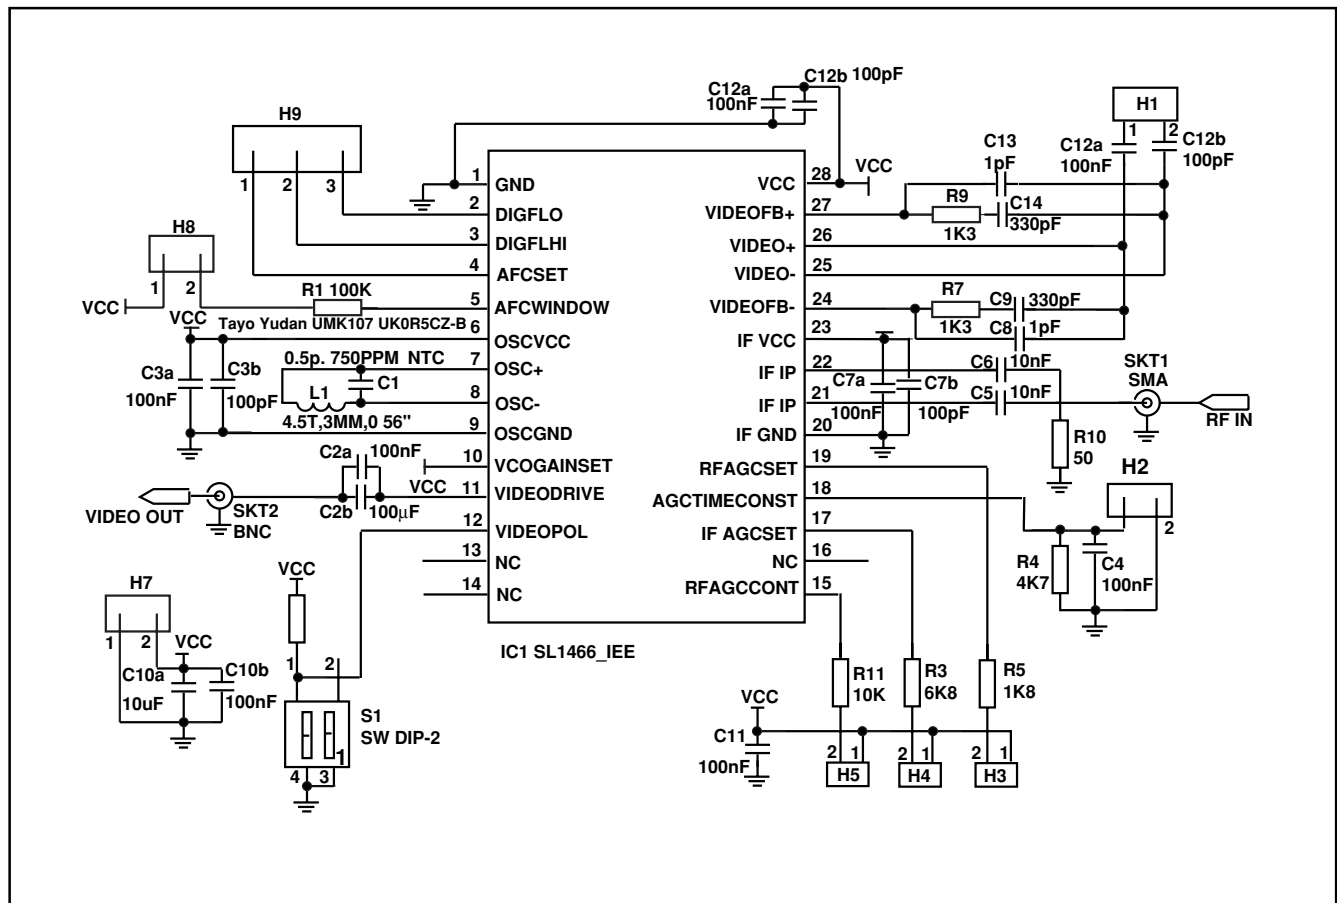 C12b 100pF
C12a
100nF
H9
1 2 3
H1
1 2
C12a
100nF
C12b
100pF
C13
1pF
H8
1 2
VCC
R1 100K
VCC
Tayo Yudan UMK107 UK0R5CZ-B
C3a
100nF
C3b
100pF
0.5p. 750PPM NTC
C1
L1
4.5T,3MM,0 56"
1 GND
2 DIGFLO
3 DIGFLHI
4 AFCSET
5 AFCWINDOW
6 OSCVCC
7 OSC+
8 OSC-
9 OSCGND
10 VCOGAINSET
11 VIDEODRIVE
12 VIDEOPOL
13 NC
14 NC
VCC 28
VIDEOFB+ 27
VIDEO+ 26
VIDEO- 25
VIDEOFB- 24
IF VCC 23
IF IP 22
IF IP 21
IF GND 20
RFAGCSET 19
AGCTIMECONST 18
IF AGCSET 17
NC 16
RFAGCCONT 15
IC1 SL1466_IEE
VCC
R9
1K3
C14
330pF
R7
1K3
C9 330pF
C8 1pF
C6 10nF
C5 10nF
C7a
100nF
C7b
100pF
SKT1
SMA
RF IN
R10
50
H2
2
R4
4K7
C4
100nF
C2a 100nF
VCC
C2b 100µF
VIDEO OUT
SKT2
BNC
VCC
1 2
S1
SW DIP-2
1
4 3
H7
1 2
VCC
C10a
10uF
C10b
100nF
R11
10K
R3
6K8
R5
1K8
VCC
C11
100nF
2 1
H5
2 1
H4
2 1
H3